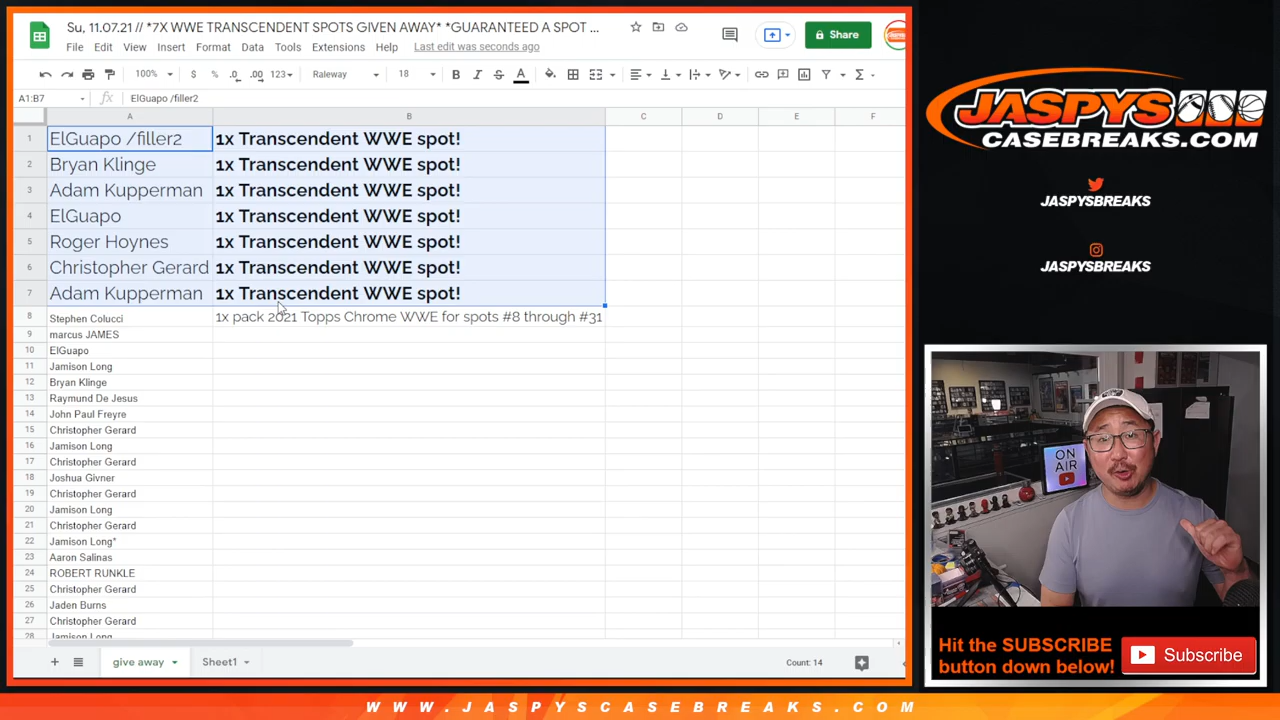 Su, 11.07.21 // *7X WWE TRANSCENDENT SPOTS GIVEN AWAY* *GUARANTEED A SPOT ...
File Edit View Insert Format Data Tools Extensions Help Last edit was seconds ago
Share
100% $ % .0 .00 123 Raleway 18 B I S A
A1:B7 fx ElGuapo /filler2
A B C D E F
1 ElGuapo /filler2 1x Transcendent WWE spot!
2 Bryan Klinge 1x Transcendent WWE spot!
3 Adam Kupperman 1x Transcendent WWE spot!
4 ElGuapo 1x Transcendent WWE spot!
5 Roger Hoynes 1x Transcendent WWE spot!
6 Christopher Gerard 1x Transcendent WWE spot!
7 Adam Kupperman 1x Transcendent WWE spot!
8 Stephen Colucci 1x pack 2021 Topps Chrome WWE for spots #8 through #31
9 marcus JAMES
10 ElGuapo
11 Jamison Long
12 Bryan Klinge
13 Raymund De Jesus
14 John Paul Freyre
15 Christopher Gerard
16 Jamison Long
17 Christopher Gerard
18 Joshua Givner
19 Christopher Gerard
20 Jamison Long
21 Christopher Gerard
22 Jamison Long*
23 Aaron Salinas
24 ROBERT RUNKLE
25 Christopher Gerard
26 Jaden Burns
27 Christopher Gerard
28 Jamison Long
give away Sheet1 Count: 14
JASPYS
CASEBREAKS.COM
JASPYSBREAKS
JASPYSBREAKS
ON
AIR
Hit the SUBSCRIBE
button down below!
Subscribe
WWW.JASPYSCASEBREAKS.COM